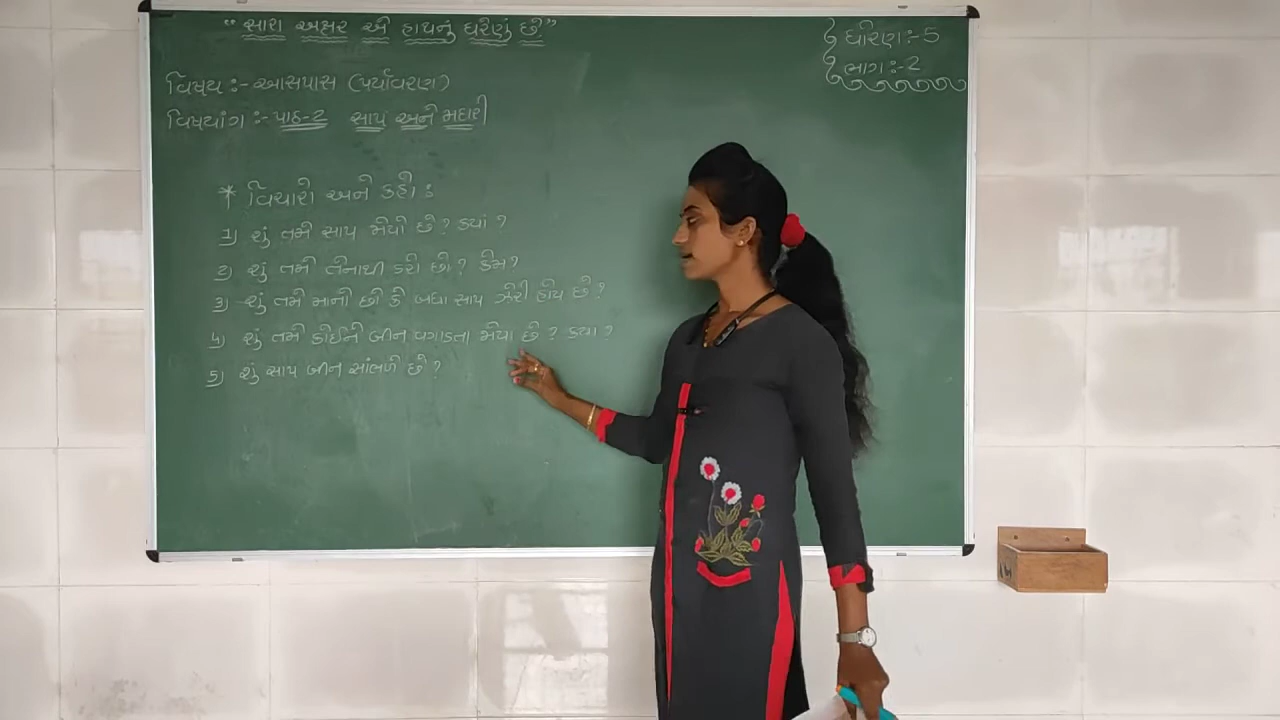 “સારા અક્ષર એ હાથનું ઘરેણું છે”
ધોરણ:-5
ભાગ:-2
વિષય:- આસપાસ (પર્યાવરણ)
વિષયાંગ:- પાઠ-2 સાપ અને મદારી
* વિચારો અને કહો :
1) શું તમે સાપ જોયો છે? ક્યાં?
2) શું તમે તેનાથી ડરો છો? કેમ?
3) શું તમે માનો છો કે બધા સાપ ઝેરી હોય છે?
4) શું તમે કોઈને બીન વગાડતા જોયા છે? ક્યાં?
5) શું સાપ બીન સાંભળે છે?